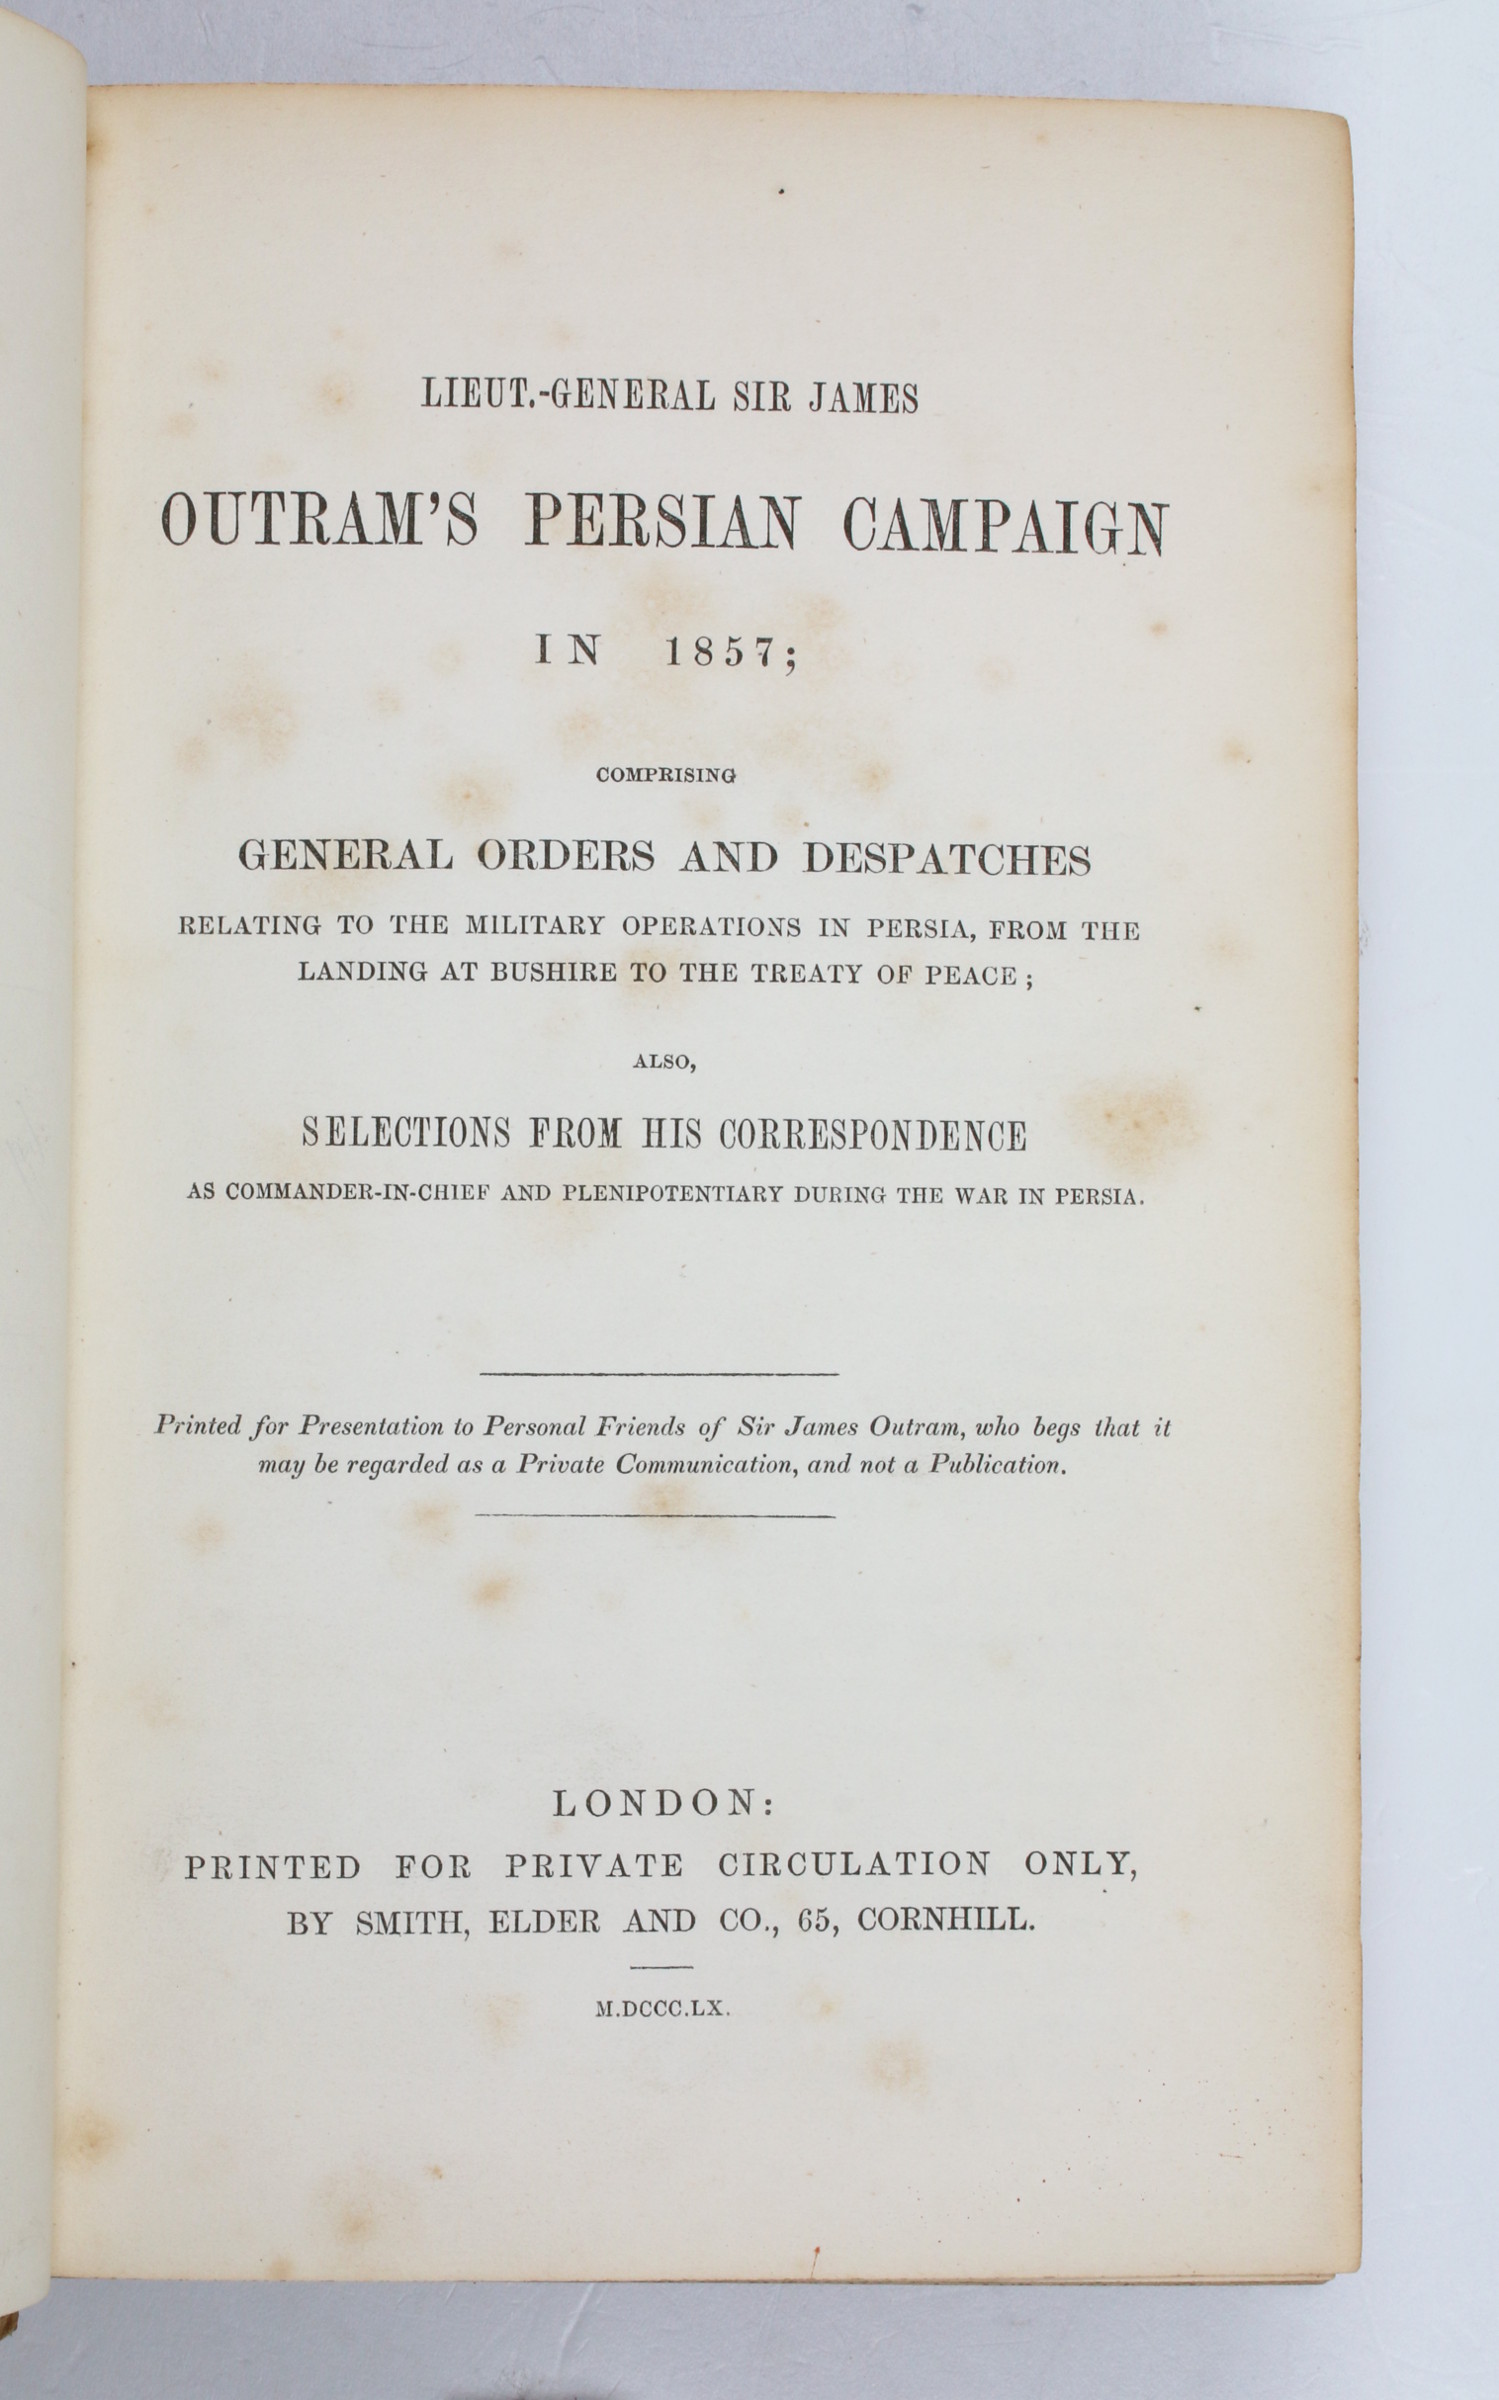 LIEUT.-GENERAL SIR JAMES
OUTRAM'S PERSIAN CAMPAIGN
IN 1857;
COMPRISING
GENERAL ORDERS AND DESPATCHES
RELATING TO THE MILITARY OPERATIONS IN PERSIA, FROM THE
LANDING AT BUSHIRE TO THE TREATY OF PEACE;
ALSO,
SELECTIONS FROM HIS CORRESPONDENCE
AS COMMANDER-IN-CHIEF AND PLENIPOTENTIARY DURING THE WAR IN PERSIA.
Printed for Presentation to Personal Friends of Sir James Outram, who begs that it
may be regarded as a Private Communication, and not a Publication.
LONDON:
PRINTED FOR PRIVATE CIRCULATION ONLY,
BY SMITH, ELDER AND CO., 65, CORNHILL.
M.DCCC.LX.